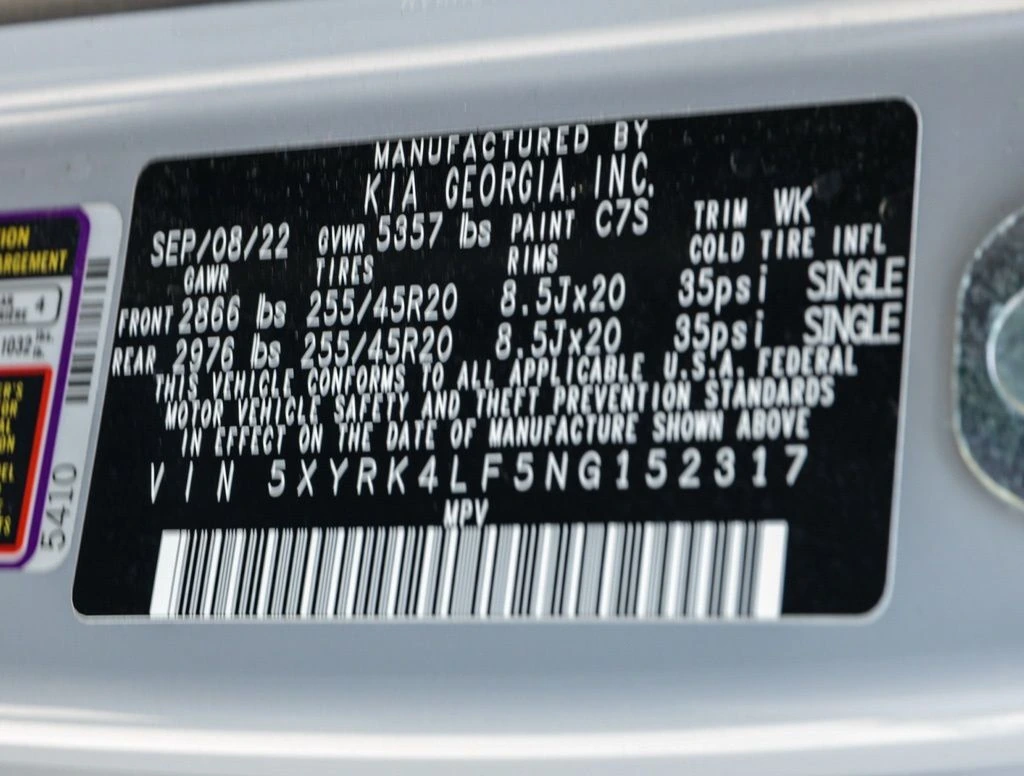 MANUFACTURED BY
KIA GEORGIA, INC.
SEP/08/22 GVWR 5357 lbs PAINT C7S TRIM WK
GAWR TIRES RIMS COLD TIRE INFL
FRONT 2866 lbs 255/45R20 8.5Jx20 35psi SINGLE
REAR 2976 lbs 255/45R20 8.5Jx20 35psi SINGLE
THIS VEHICLE CONFORMS TO ALL APPLICABLE U.S.A. FEDERAL
MOTOR VEHICLE SAFETY AND THEFT PREVENTION STANDARDS
IN EFFECT ON THE DATE OF MANUFACTURE SHOWN ABOVE
VIN 5XYRK4LF5NG152317
MPV
4
1032
5410